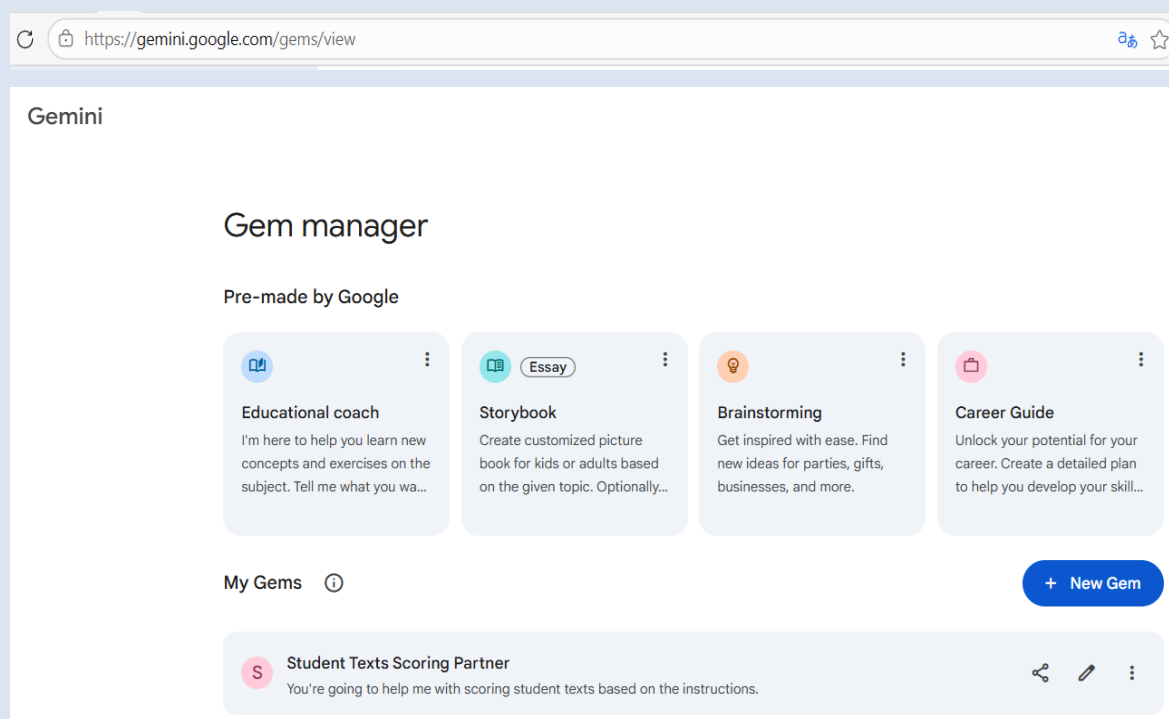 https://gemini.google.com/gems/view
Gemini
Gem manager
Pre-made by Google
Educational coach
I'm here to help you learn new
concepts and exercises on the
subject. Tell me what you wa...
Essay
Storybook
Create customized picture
book for kids or adults based
on the given topic. Optionally...
Brainstorming
Get inspired with ease. Find
new ideas for parties, gifts,
businesses, and more.
Career Guide
Unlock your potential for your
career. Create a detailed plan
to help you develop your skill...
My Gems
+ New Gem
S
Student Texts Scoring Partner
You're going to help me with scoring student texts based on the instructions.